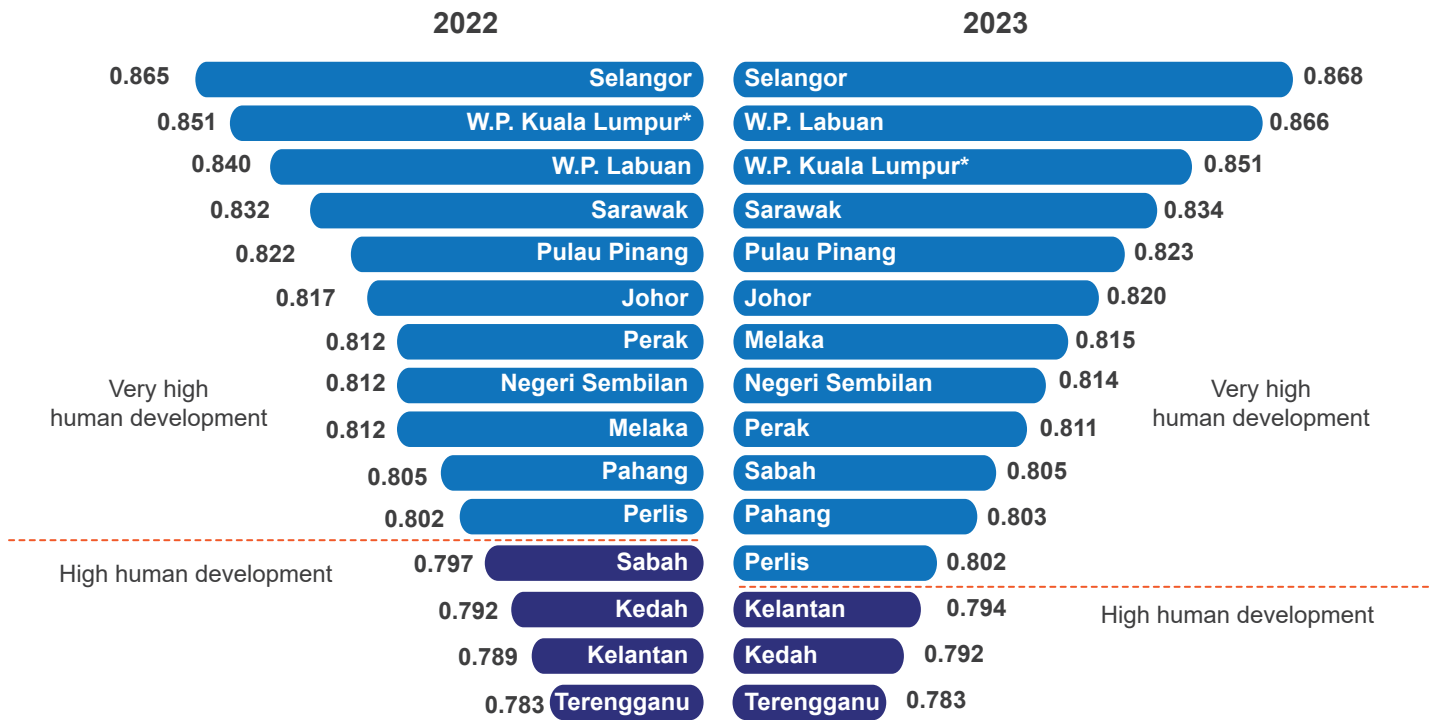 2022
0.865 Selangor
0.851 W.P. Kuala Lumpur*
0.840 W.P. Labuan
0.832 Sarawak
0.822 Pulau Pinang
0.817 Johor
0.812 Perak
0.812 Negeri Sembilan
0.812 Melaka
0.805 Pahang
0.802 Perlis
Very high
human development
0.797 Sabah
0.792 Kedah
0.789 Kelantan
0.783 Terengganu
High human development
2023
Selangor 0.868
W.P. Labuan 0.866
W.P. Kuala Lumpur* 0.851
Sarawak 0.834
Pulau Pinang 0.823
Johor 0.820
Melaka 0.815
Negeri Sembilan 0.814
Perak 0.811
Sabah 0.805
Pahang 0.803
Perlis 0.802
Very high
human development
Kelantan 0.794
Kedah 0.792
Terengganu 0.783
High human development